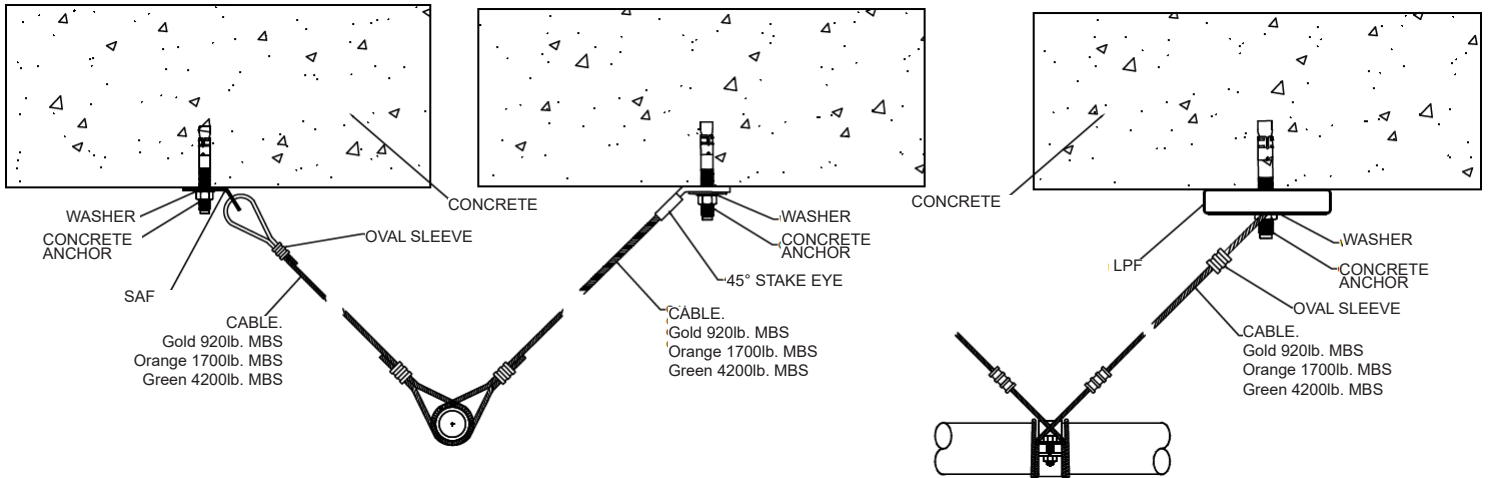 WASHER
CONCRETE
ANCHOR
SAF
OVAL SLEEVE
CONCRETE
CABLE.
Gold 920lb. MBS
Orange 1700lb. MBS
Green 4200lb. MBS
WASHER
CONCRETE
ANCHOR
45° STAKE EYE
CABLE.
Gold 920lb. MBS
Orange 1700lb. MBS
Green 4200lb. MBS
CONCRETE
LPF
WASHER
CONCRETE
ANCHOR
OVAL SLEEVE
CABLE.
Gold 920lb. MBS
Orange 1700lb. MBS
Green 4200lb. MBS